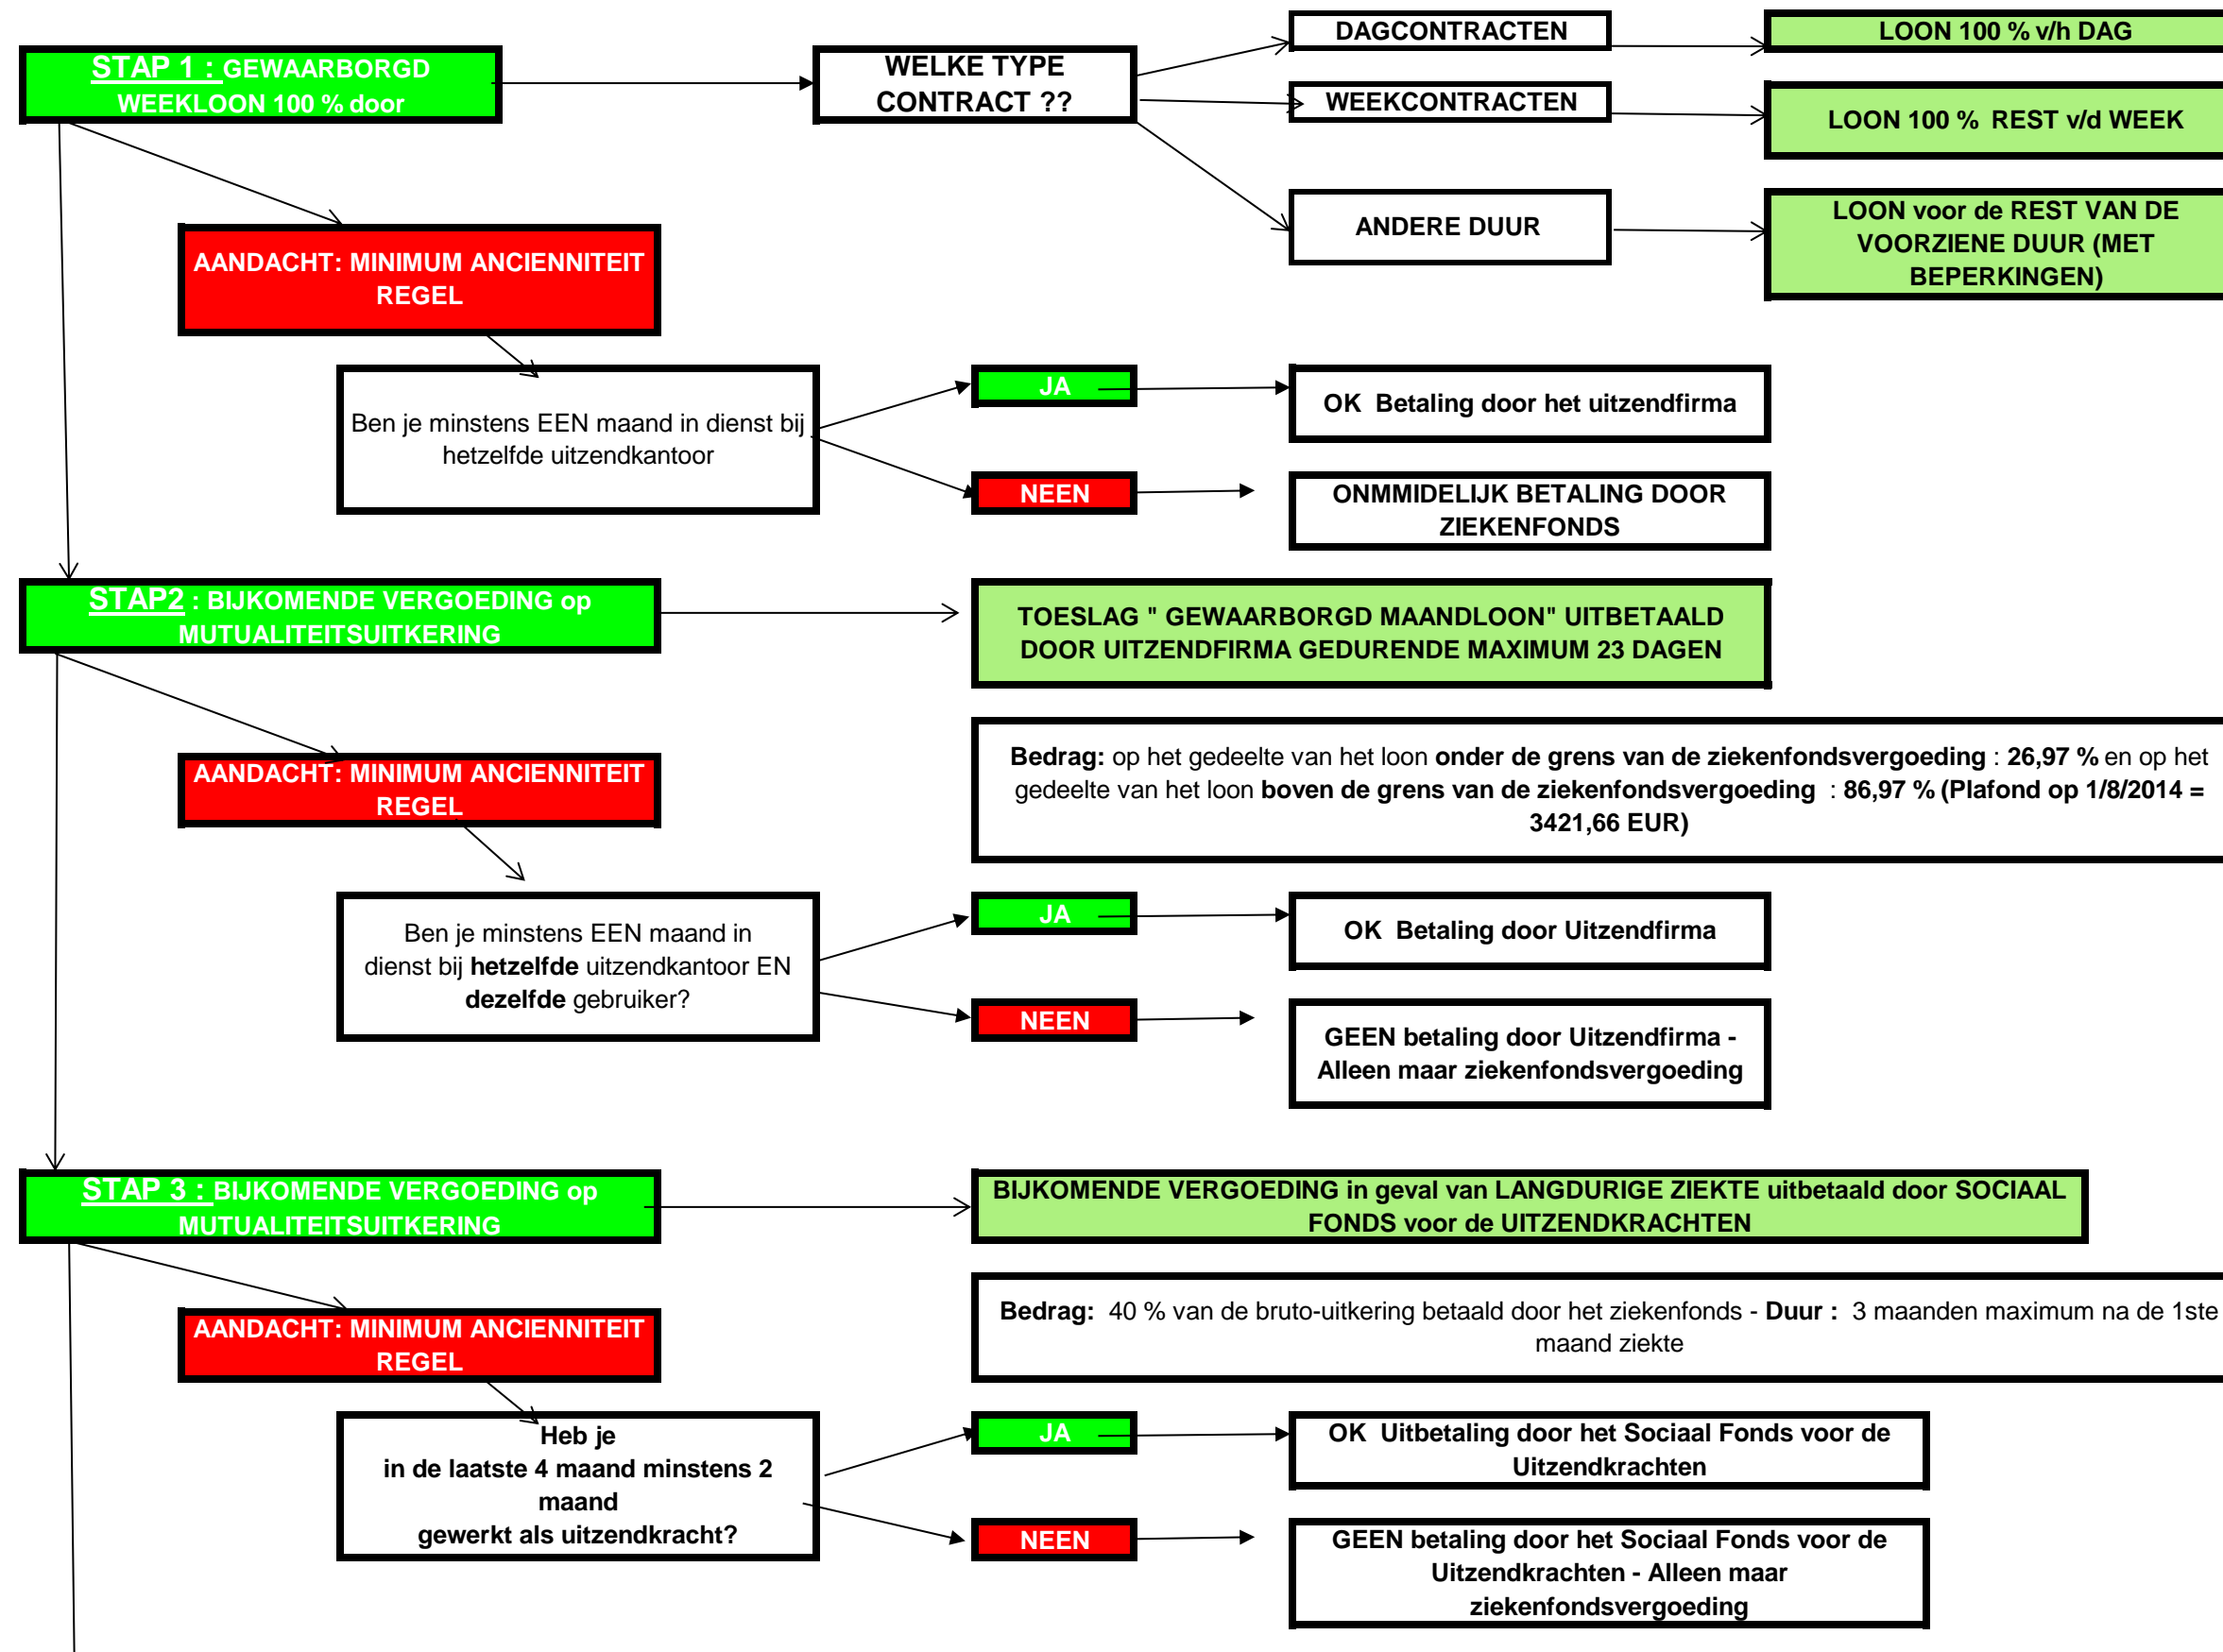 STAP 1 : GEWAARBORGD
WEEKLOON 100 % door
WELKE TYPE
CONTRACT ??
DAGCONTRACTEN
LOON 100 % v/h DAG
WEEKCONTRACTEN
LOON 100 % REST v/d WEEK
ANDERE DUUR
LOON voor de REST VAN DE
VOORZIENE DUUR (MET
BEPERKINGEN)
AANDACHT: MINIMUM ANCIENNITEIT
REGEL
Ben je minstens EEN maand in dienst bij
hetzelfde uitzendkantoor
JA
OK Betaling door het uitzendfirma
NEEN
ONMMIDELIJK BETALING DOOR
ZIEKENFONDS
STAP2 : BIJKOMENDE VERGOEDING op
MUTUALITEITSUITKERING
TOESLAG " GEWAARBORGD MAANDLOON" UITBETAALD
DOOR UITZENDFIRMA GEDURENDE MAXIMUM 23 DAGEN
Bedrag: op het gedeelte van het loon onder de grens van de ziekenfondsvergoeding : 26,97 % en op het
gedeelte van het loon boven de grens van de ziekenfondsvergoeding : 86,97 % (Plafond op 1/8/2014 =
3421,66 EUR)
AANDACHT: MINIMUM ANCIENNITEIT
REGEL
Ben je minstens EEN maand in
dienst bij hetzelfde uitzendkantoor EN
dezelfde gebruiker?
JA
OK Betaling door Uitzendfirma
NEEN
GEEN betaling door Uitzendfirma -
Alleen maar ziekenfondsvergoeding
STAP 3 : BIJKOMENDE VERGOEDING op
MUTUALITEITSUITKERING
BIJKOMENDE VERGOEDING in geval van LANGDURIGE ZIEKTE uitbetaald door SOCIAAL
FONDS voor de UITZENDKRACHTEN
Bedrag: 40 % van de bruto-uitkering betaald door het ziekenfonds - Duur : 3 maanden maximum na de 1ste
maand ziekte
AANDACHT: MINIMUM ANCIENNITEIT
REGEL
Heb je
in de laatste 4 maand minstens 2
maand
gewerkt als uitzendkracht?
JA
OK Uitbetaling door het Sociaal Fonds voor de
Uitzendkrachten
NEEN
GEEN betaling door het Sociaal Fonds voor de
Uitzendkrachten - Alleen maar
ziekenfondsvergoeding